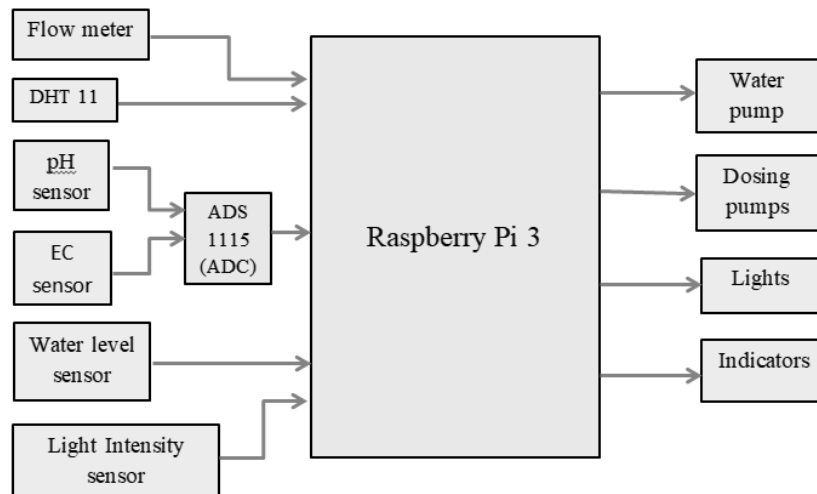 Flow meter
DHT 11
pH
sensor
EC
sensor
ADS
1115
(ADC)
Water level
sensor
Light Intensity
sensor
Raspberry Pi 3
Water
pump
Dosing
pumps
Lights
Indicators